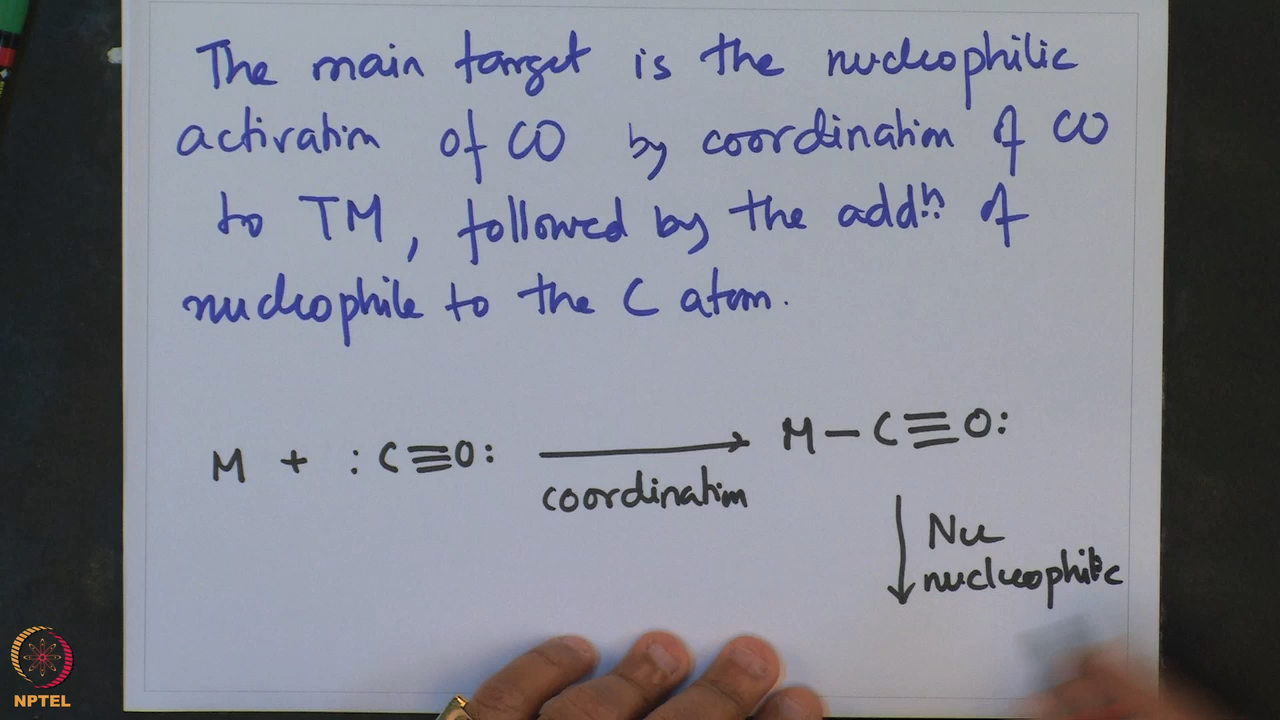 The main target is the nucleophilic
activation of CO by coordination of CO
to TM, followed by the addn of
nucleophile to the C atom.
M + :C≡O: coordination M–C≡O:
Nu
nucleophilic
NPTEL